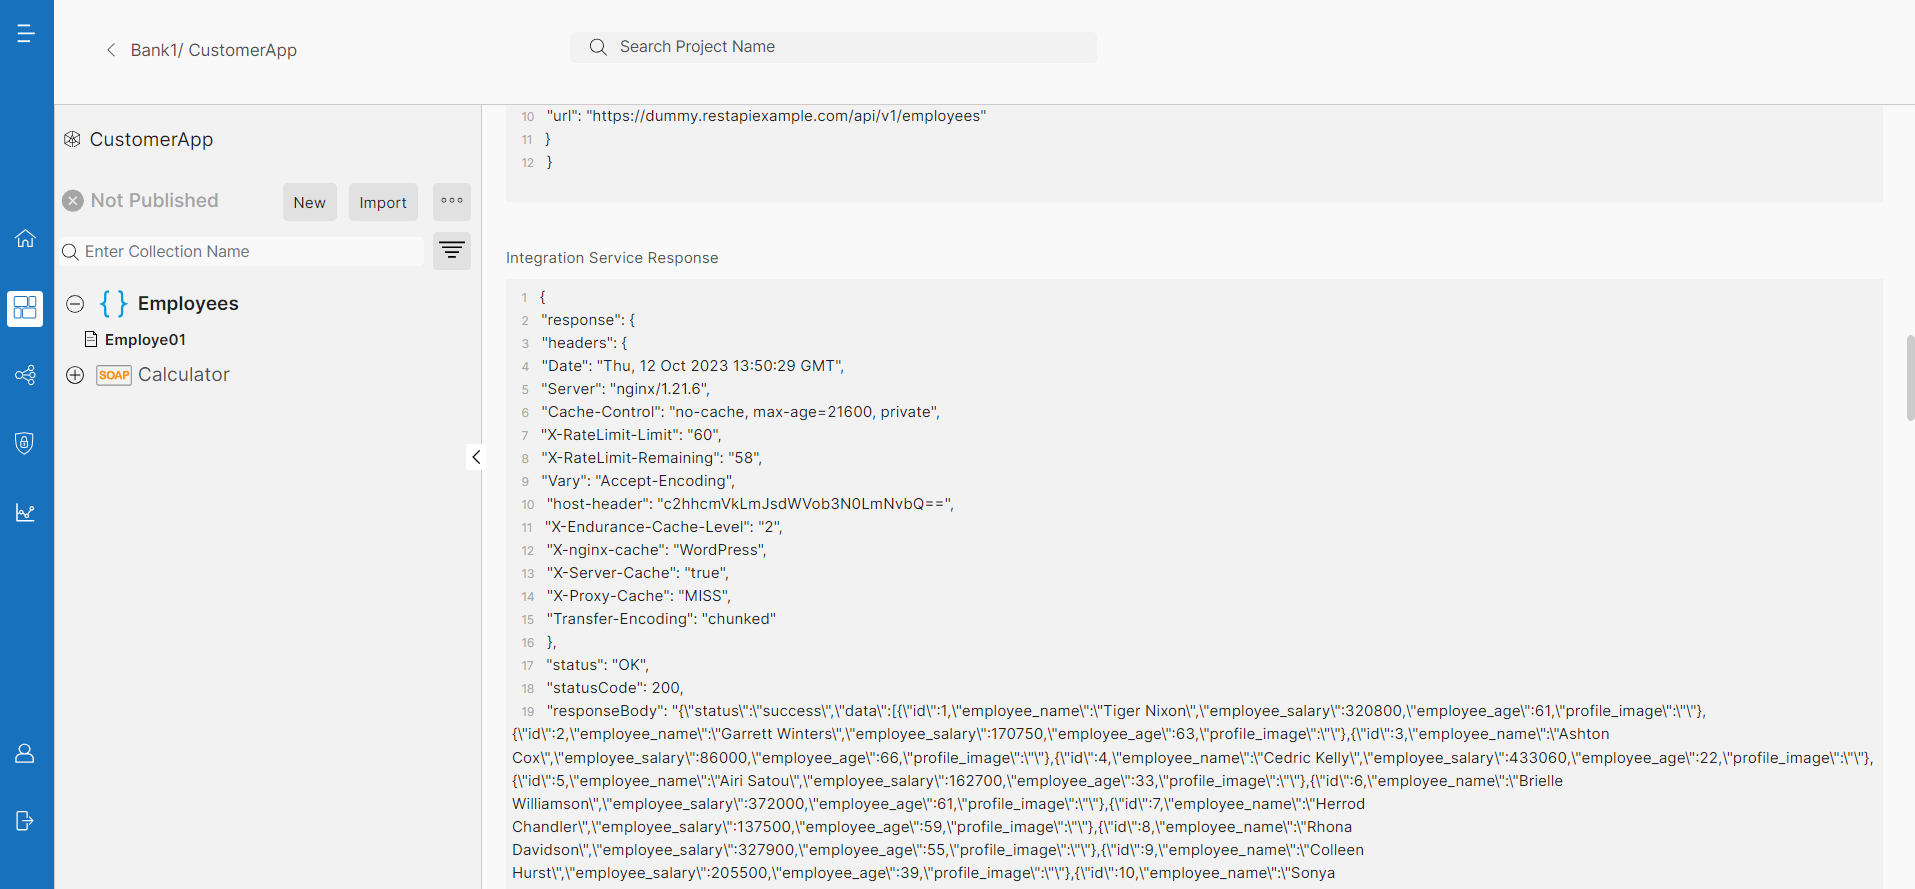 Bank1/ CustomerApp
Search Project Name
CustomerApp
Not Published
New
Import
Enter Collection Name
{ } Employees
Employe01
SOAP Calculator
10 "url": "https://dummy.restapiexample.com/api/v1/employees"
11 }
12 }
Integration Service Response
1 {
2 "response": {
3 "headers": {
4 "Date": "Thu, 12 Oct 2023 13:50:29 GMT",
5 "Server": "nginx/1.21.6",
6 "Cache-Control": "no-cache, max-age=21600, private",
7 "X-RateLimit-Limit": "60",
8 "X-RateLimit-Remaining": "58",
9 "Vary": "Accept-Encoding",
10 "host-header": "c2hhcmVkLmJsdWVob3N0LmNvbQ==",
11 "X-Endurance-Cache-Level": "2",
12 "X-nginx-cache": "WordPress",
13 "X-Server-Cache": "true",
14 "X-Proxy-Cache": "MISS",
15 "Transfer-Encoding": "chunked"
16 },
17 "status": "OK",
18 "statusCode": 200,
19 "responseBody": "{\"status\":\"success\",\"data\":[{\"id\":1,\"employee_name\":\"Tiger Nixon\",\"employee_salary\":320800,\"employee_age\":61,\"profile_image\":\"\"},
{\"id\":2,\"employee_name\":\"Garrett Winters\",\"employee_salary\":170750,\"employee_age\":63,\"profile_image\":\"\"},{\"id\":3,\"employee_name\":\"Ashton
Cox\",\"employee_salary\":86000,\"employee_age\":66,\"profile_image\":\"\"},{\"id\":4,\"employee_name\":\"Cedric Kelly\",\"employee_salary\":433060,\"employee_age\":22,\"profile_image\":\"\"},
{\"id\":5,\"employee_name\":\"Airi Satou\",\"employee_salary\":162700,\"employee_age\":33,\"profile_image\":\"\"},{\"id\":6,\"employee_name\":\"Brielle
Williamson\",\"employee_salary\":372000,\"employee_age\":61,\"profile_image\":\"\"},{\"id\":7,\"employee_name\":\"Herrod
Chandler\",\"employee_salary\":137500,\"employee_age\":59,\"profile_image\":\"\"},{\"id\":8,\"employee_name\":\"Rhona
Davidson\",\"employee_salary\":327900,\"employee_age\":55,\"profile_image\":\"\"},{\"id\":9,\"employee_name\":\"Colleen
Hurst\",\"employee_salary\":205500,\"employee_age\":39,\"profile_image\":\"\"},{\"id\":10,\"employee_name\":\"Sonya